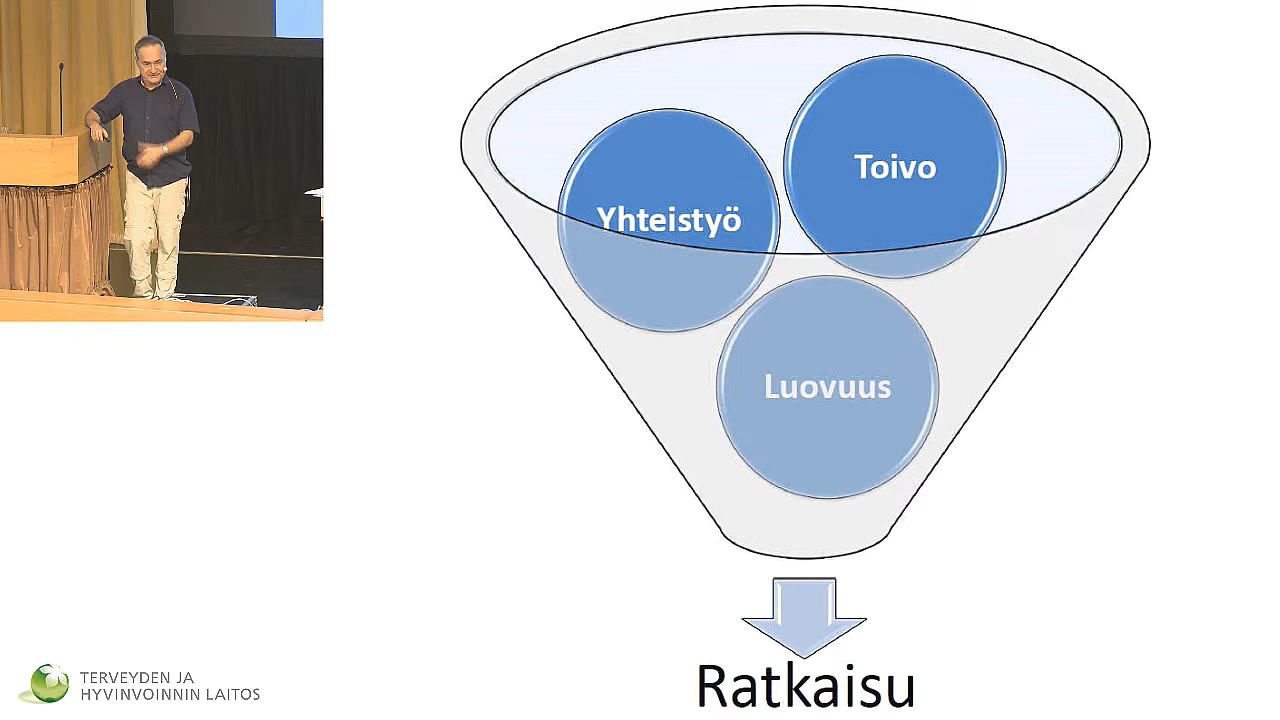 Toivo
Yhteistyö
Luovuus
Ratkaisu
TERVEYDEN JA
HYVINVOINNIN LAITOS